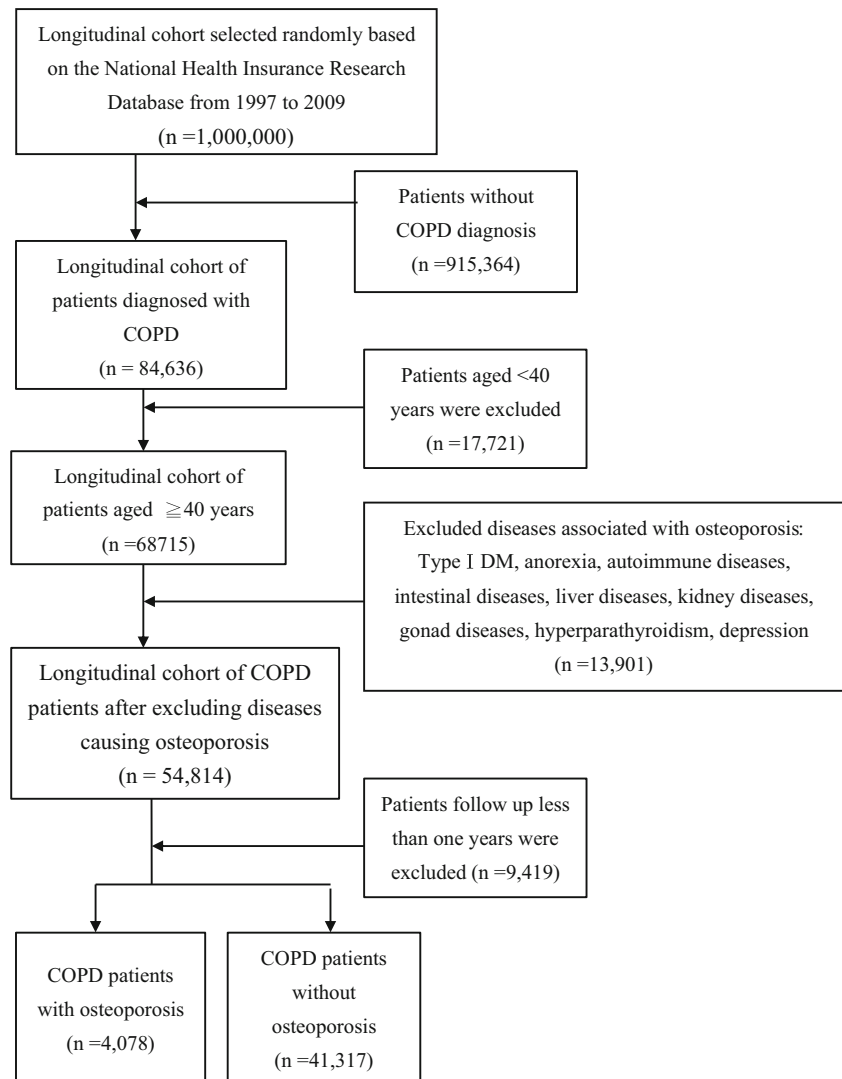 Longitudinal cohort selected randomly based
on the National Health Insurance Research
Database from 1997 to 2009
(n =1,000,000)
Patients without
COPD diagnosis
(n =915,364)
Longitudinal cohort of
patients diagnosed with
COPD
(n = 84,636)
Patients aged <40
years were excluded
(n =17,721)
Longitudinal cohort of
patients aged ≧40 years
(n =68715)
Excluded diseases associated with osteoporosis:
Type I DM, anorexia, autoimmune diseases,
intestinal diseases, liver diseases, kidney diseases,
gonad diseases, hyperparathyroidism, depression
(n =13,901)
Longitudinal cohort of COPD
patients after excluding diseases
causing osteoporosis
(n = 54,814)
Patients follow up less
than one years were
excluded (n =9,419)
COPD patients
with osteoporosis
(n =4,078)
COPD patients
without
osteoporosis
(n =41,317)